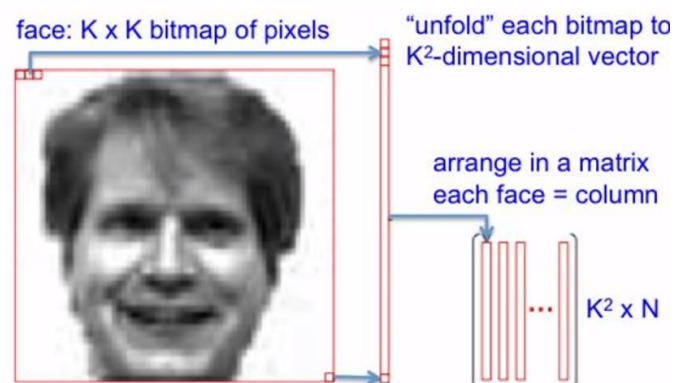 face: K x K bitmap of pixels
"unfold" each bitmap to
K²-dimensional vector
arrange in a matrix
each face = column
...
K² x N